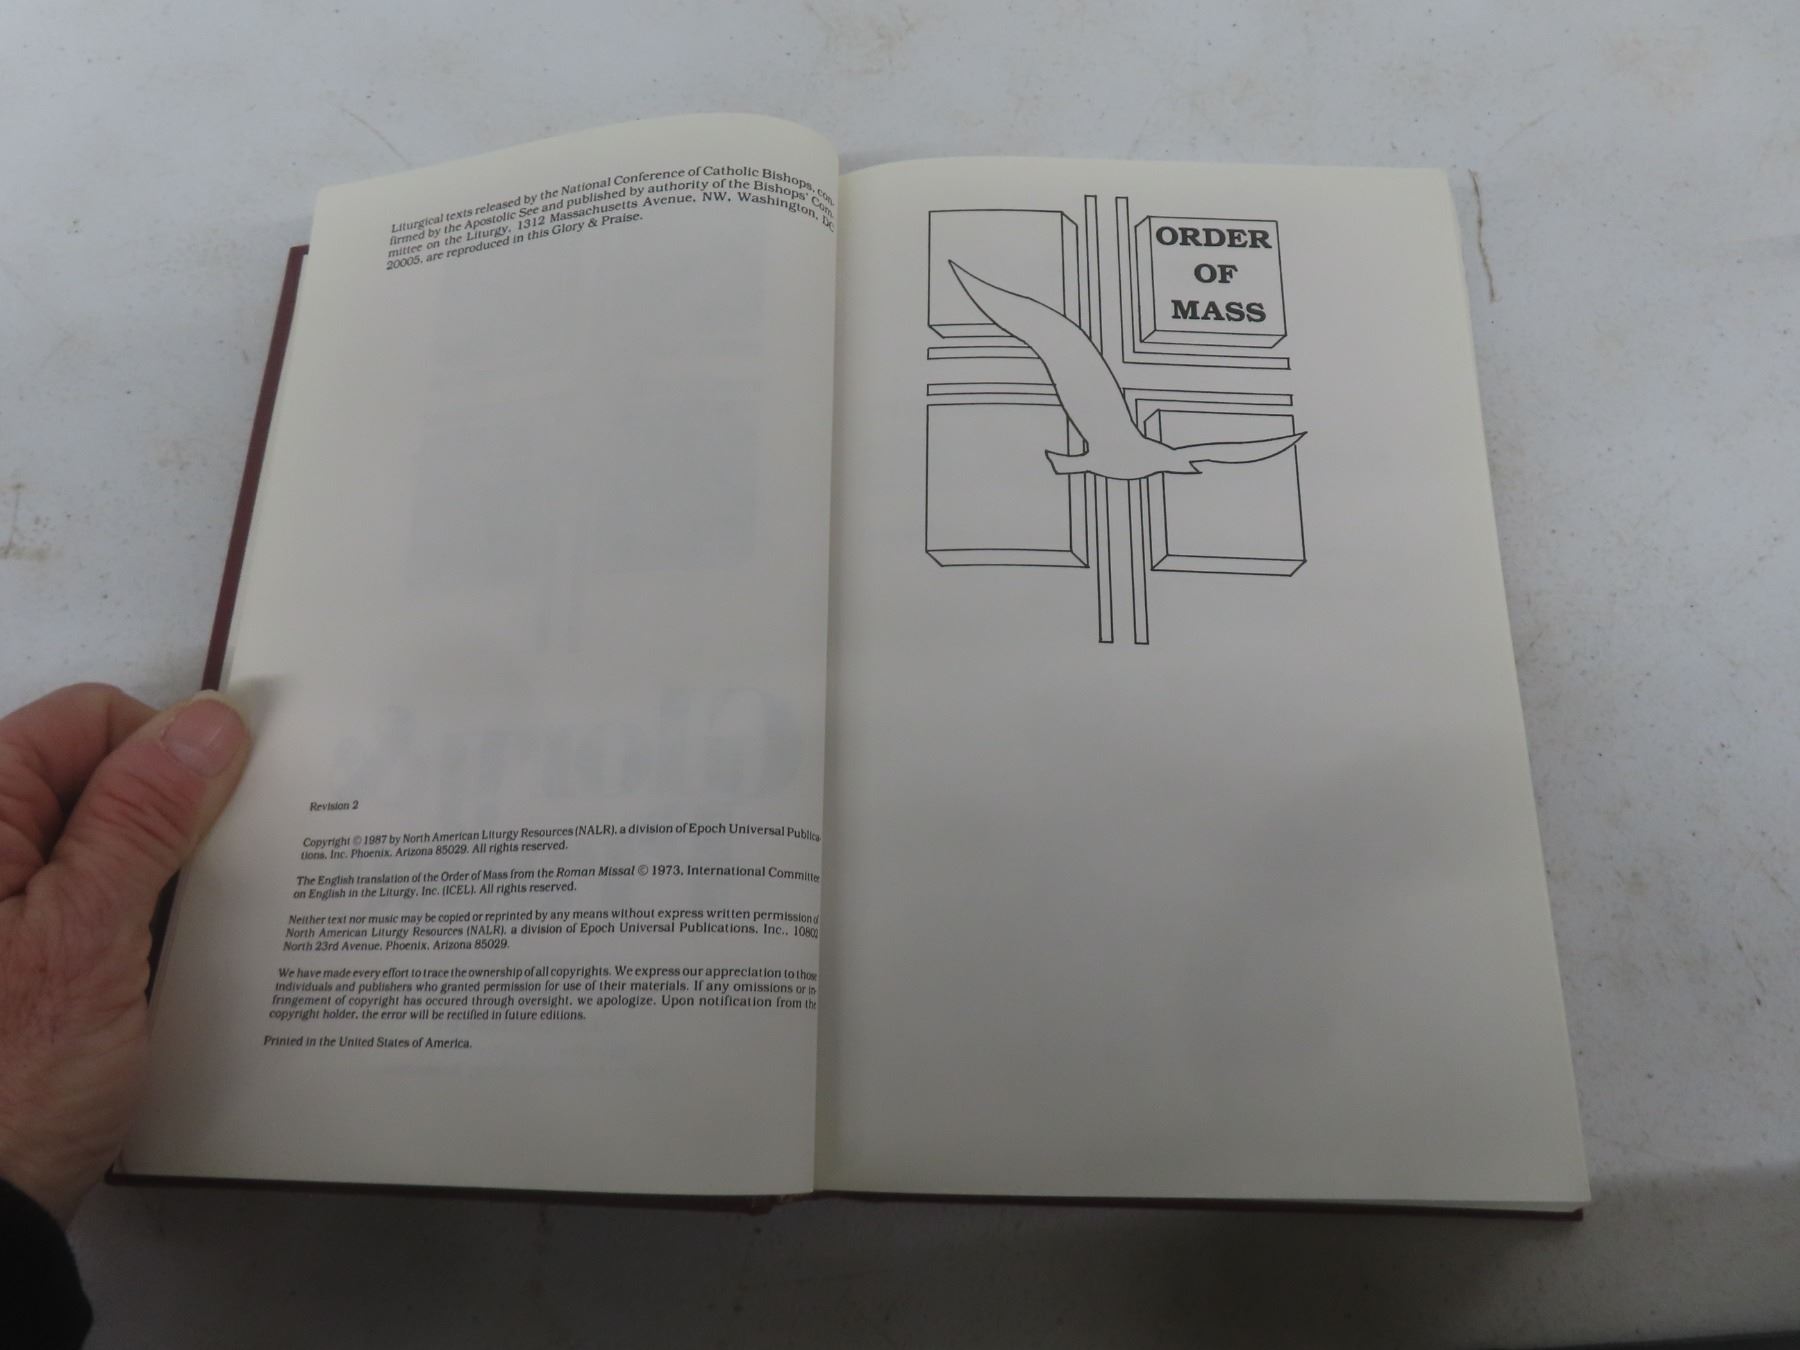 Liturgical texts released by the National Conference of Catholic Bishops, con-
firmed by the Apostolic See and published by authority of the Bishops' Com-
mittee on the Liturgy, 1312 Massachusetts Avenue, NW, Washington, DC
20005, are reproduced in this Glory & Praise.
Revision 2
Copyright © 1987 by North American Liturgy Resources (NALR), a division of Epoch Universal Publica-
tions, Inc. Phoenix, Arizona 85029. All rights reserved.
The English translation of the Order of Mass from the Roman Missal © 1973, International Committee
on English in the Liturgy, Inc. (ICEL). All rights reserved.
Neither text nor music may be copied or reprinted by any means without express written permission of
North American Liturgy Resources (NALR), a division of Epoch Universal Publications, Inc., 10802
North 23rd Avenue, Phoenix, Arizona 85029.
We have made every effort to trace the ownership of all copyrights. We express our appreciation to those
individuals and publishers who granted permission for use of their materials. If any omissions or in-
fringement of copyright has occured through oversight, we apologize. Upon notification from the
copyright holder, the error will be rectified in future editions.
Printed in the United States of America.
ORDER
OF
MASS